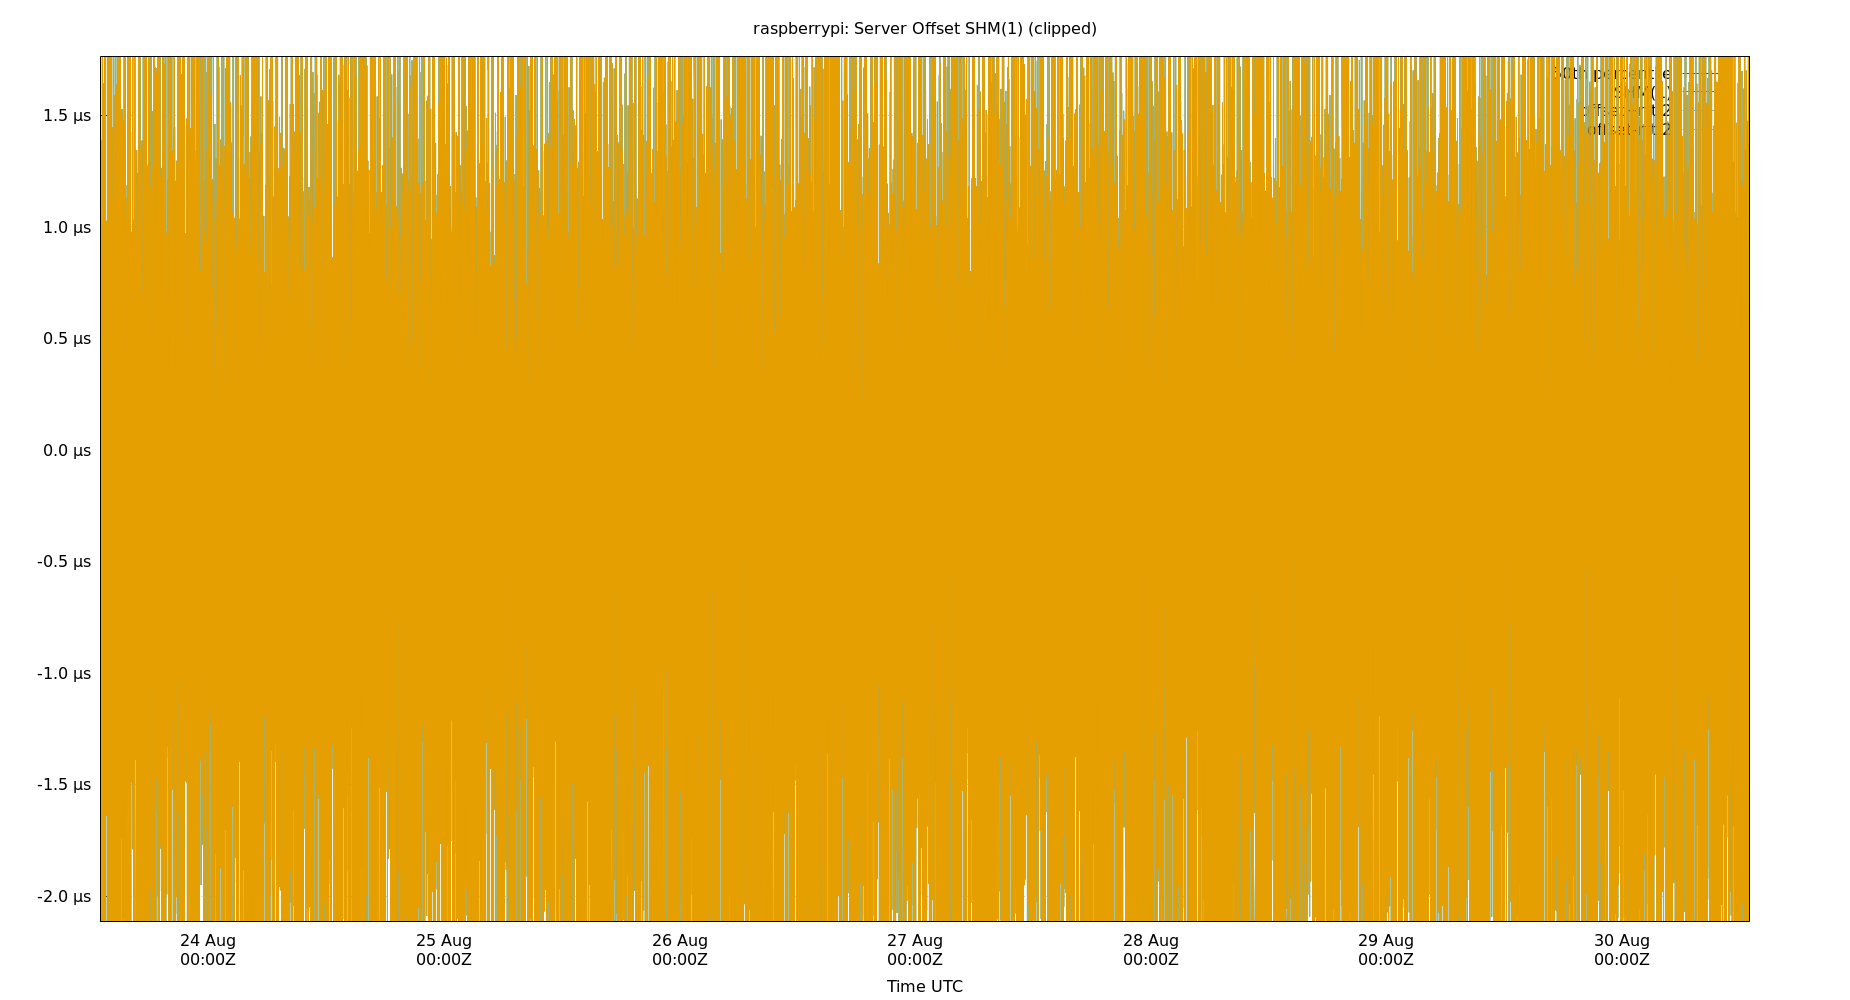 raspberrypi: Server Offset SHM(1) (clipped)
1.5 µs
1.0 µs
0.5 µs
0.0 µs
-0.5 µs
-1.0 µs
-1.5 µs
-2.0 µs
24 Aug
00:00Z
25 Aug
00:00Z
26 Aug
00:00Z
27 Aug
00:00Z
28 Aug
00:00Z
29 Aug
00:00Z
30 Aug
00:00Z
Time UTC